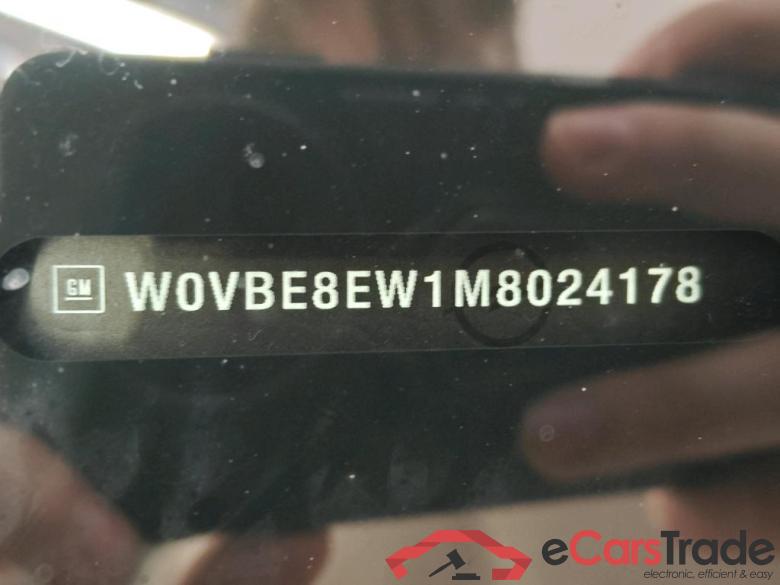 GM W0VBE8EW1M8024178
eCarsTrade
electronic, efficient & easy